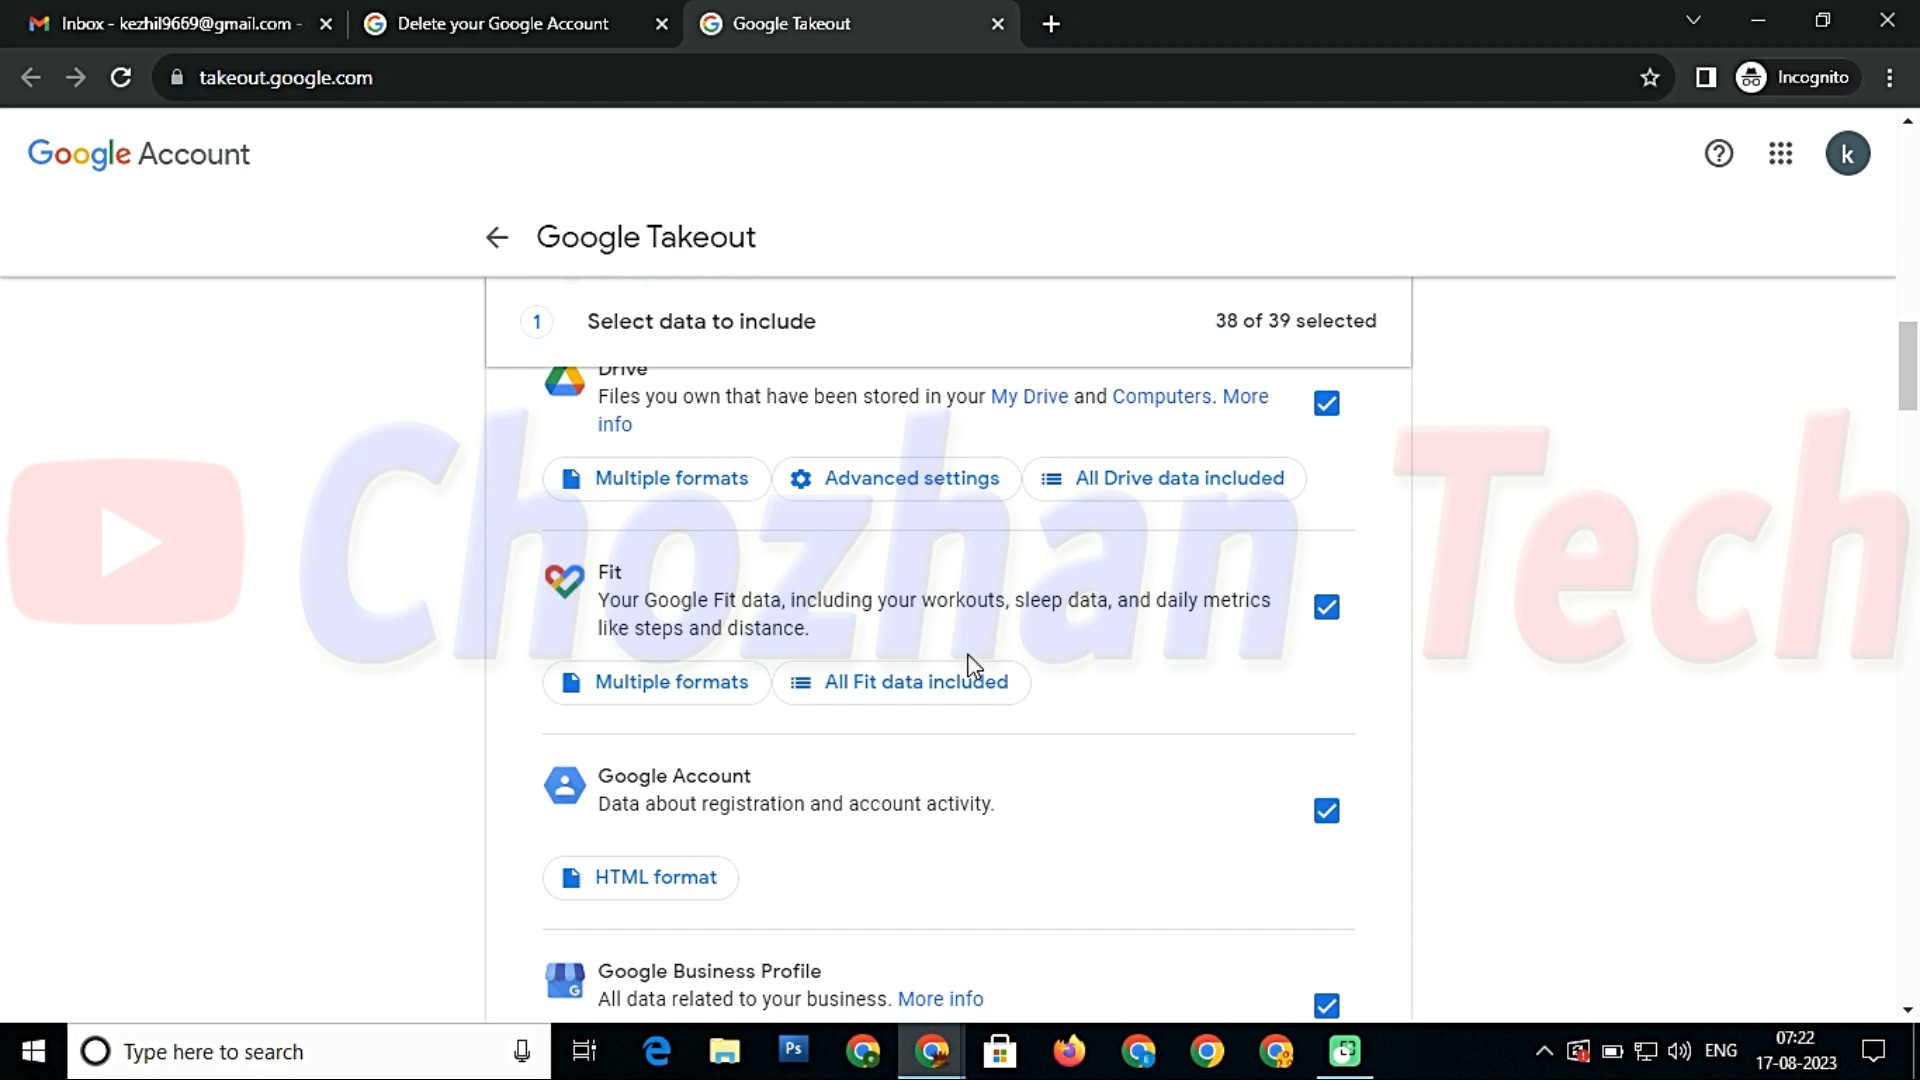 Inbox - kezhil9669@gmail.com -
Delete your Google Account
Google Takeout
takeout.google.com
Incognito
Google Account
k
Google Takeout
1 Select data to include 38 of 39 selected
Drive
Files you own that have been stored in your My Drive and Computers. More
info
Multiple formats
Advanced settings
All Drive data included
Chozhan Tech
Fit
Your Google Fit data, including your workouts, sleep data, and daily metrics
like steps and distance.
Multiple formats
All Fit data included
Google Account
Data about registration and account activity.
HTML format
Google Business Profile
All data related to your business. More info
Type here to search
Ps
ENG
07:22
17-08-2023